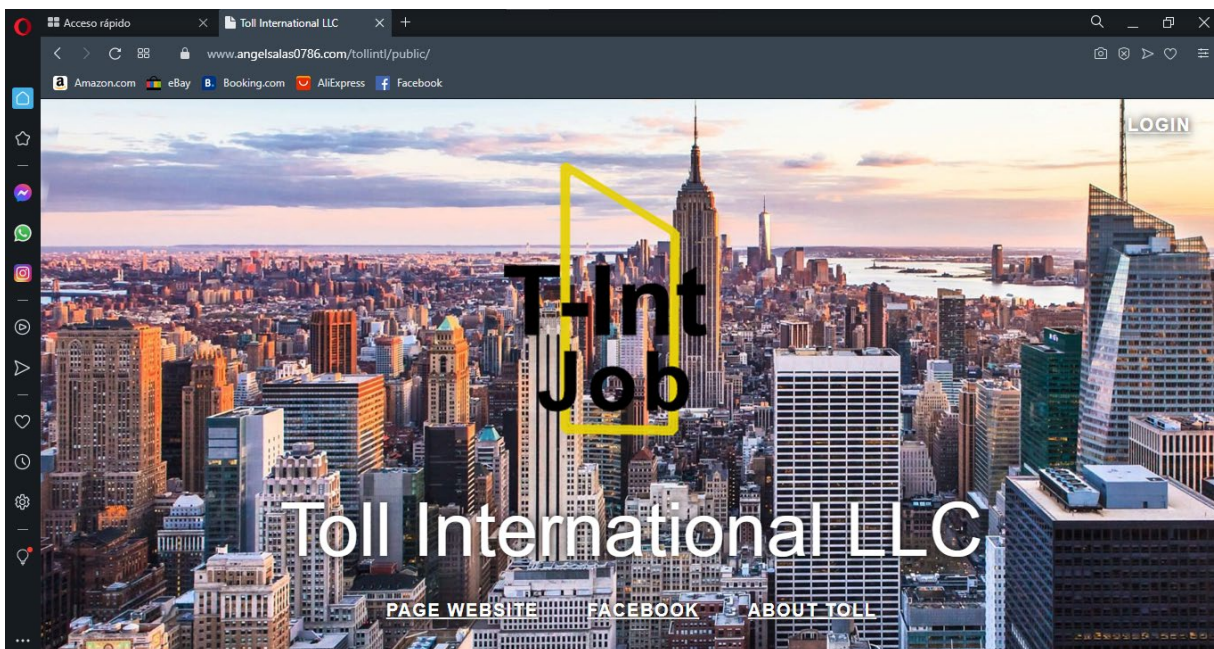 Acceso rápido
Toll International LLC
www.angelsalas0786.com/tollintl/public/
Amazon.com eBay Booking.com AliExpress Facebook
LOGIN
T-Int
Job
Toll International LLC
PAGE WEBSITE FACEBOOK ABOUT TOLL